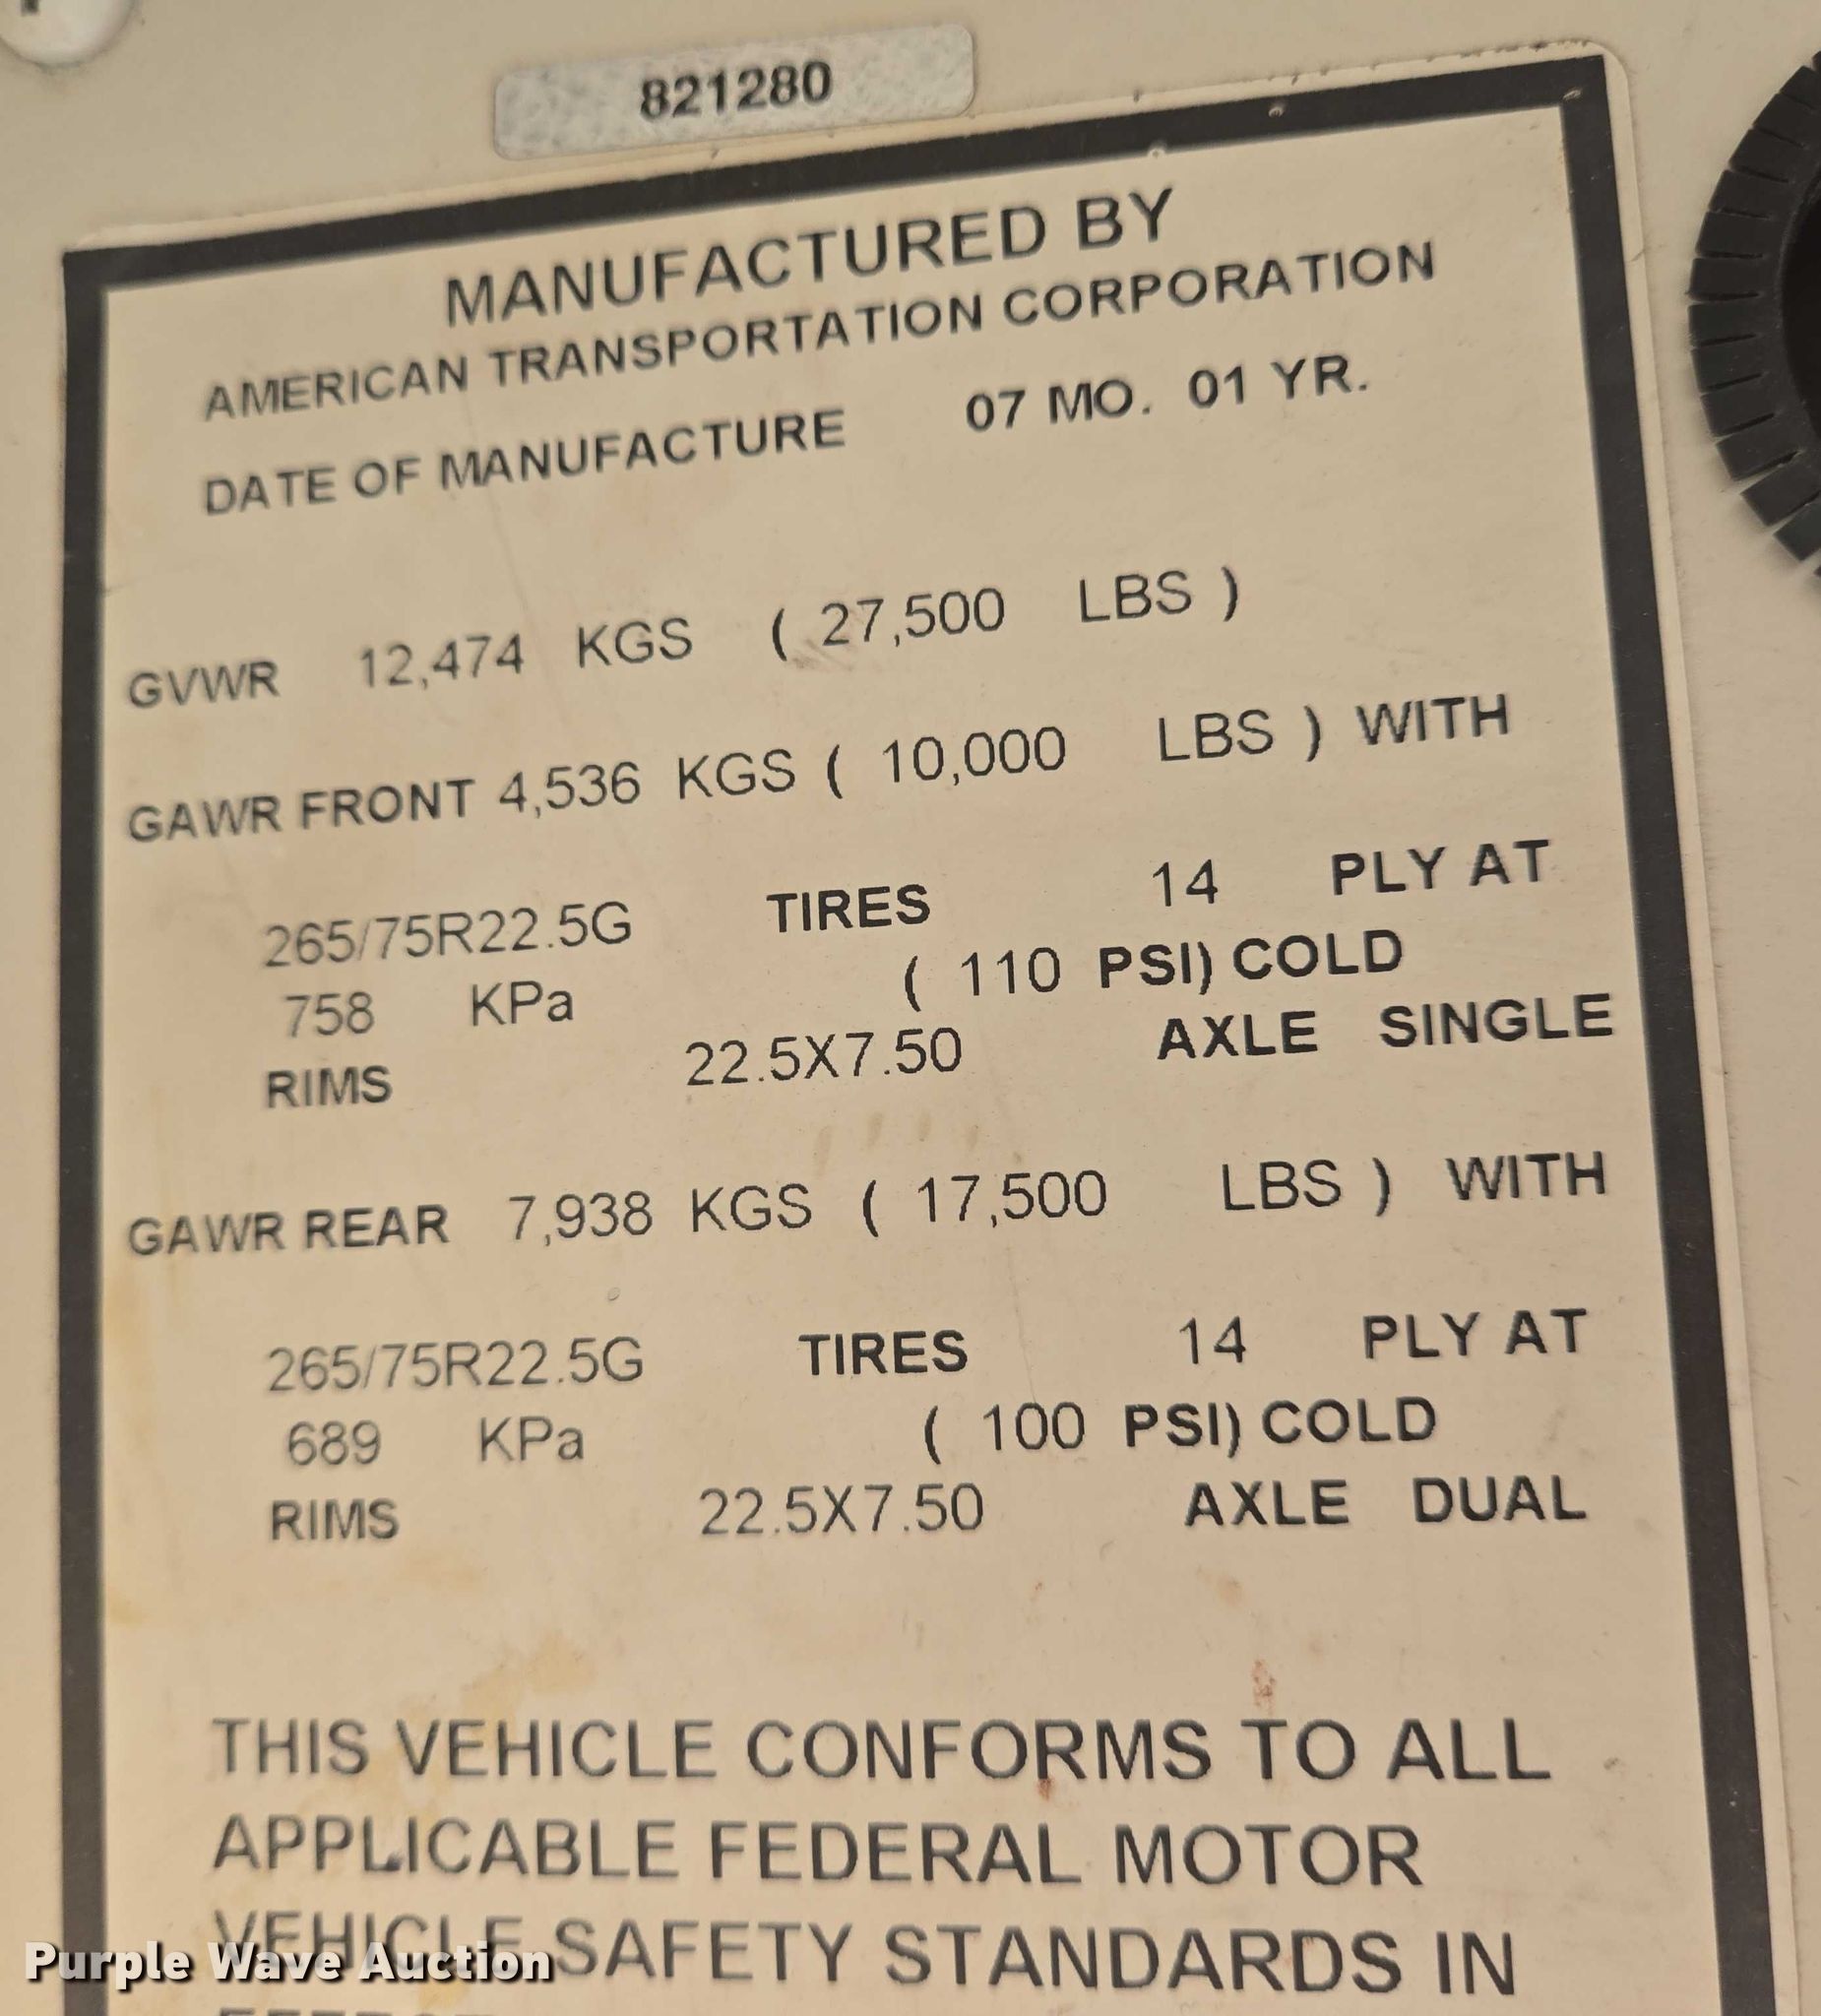 821280
MANUFACTURED BY
AMERICAN TRANSPORTATION CORPORATION
DATE OF MANUFACTURE 07 MO. 01 YR.
GVWR 12,474 KGS ( 27,500 LBS )
GAWR FRONT 4,536 KGS ( 10,000 LBS ) WITH
265/75R22.5G TIRES 14 PLY AT
758 KPa ( 110 PSI) COLD
RIMS 22.5X7.50 AXLE SINGLE
GAWR REAR 7,938 KGS ( 17,500 LBS ) WITH
265/75R22.5G TIRES 14 PLY AT
689 KPa ( 100 PSI) COLD
RIMS 22.5X7.50 AXLE DUAL
THIS VEHICLE CONFORMS TO ALL
APPLICABLE FEDERAL MOTOR
VEHICLE SAFETY STANDARDS IN
Purple Wave Auction